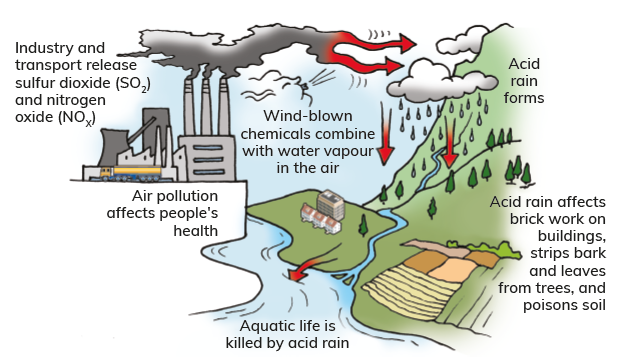 Industry and
transport release
sulfur dioxide (SO₂)
and nitrogen
oxide (NOₓ)
Acid
rain
forms
Wind-blown
chemicals combine
with water vapour
in the air
Air pollution
affects people's
health
Acid rain affects
brick work on
buildings,
strips bark
and leaves
from trees, and
poisons soil
Aquatic life is
killed by acid rain